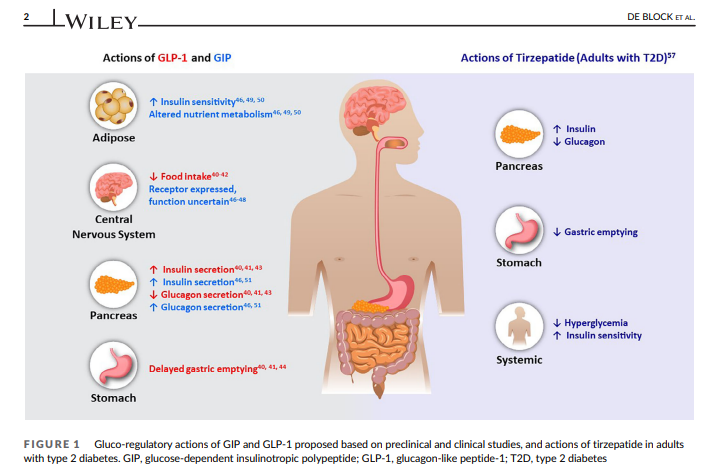 2
WILEY
DE BLOCK ET AL.
Actions of GLP-1 and GIP
↑ Insulin sensitivity46, 49, 50
Altered nutrient metabolism46, 49, 50
Adipose
↓ Food Intake40-42
Receptor expressed,
function uncertain46-48
Central
Nervous System
↑ Insulin secretion40, 41, 43
↑ Insulin secretion46, 51
↓ Glucagon secretion40, 41, 43
↑ Glucagon secretion46, 51
Pancreas
Delayed gastric emptying40, 41, 44
Stomach
Actions of Tirzepatide (Adults with T2D)57
↑ Insulin
↓ Glucagon
Pancreas
↓ Gastric emptying
Stomach
↓ Hyperglycemia
↑ Insulin sensitivity
Systemic
FIGURE 1 Gluco-regulatory actions of GIP and GLP-1 proposed based on preclinical and clinical studies, and actions of tirzepatide in adults
with type 2 diabetes. GIP, glucose-dependent insulinotropic polypeptide; GLP-1, glucagon-like peptide-1; T2D, type 2 diabetes